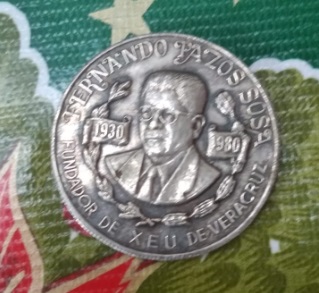 FERNANDO PAZOS SOSA
1930
1980
FUNDADOR DE X.E.U. DE VERACRUZ